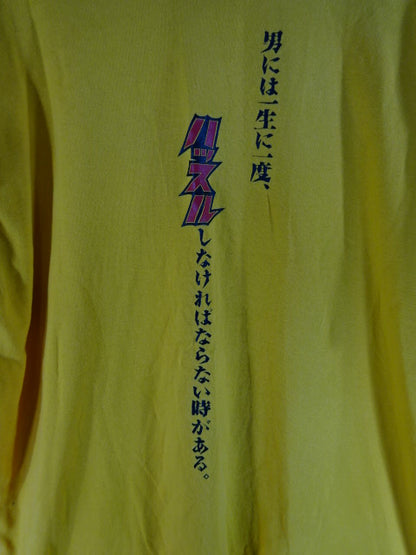 男には一生に一度、
ハッスルしなければならない時がある。